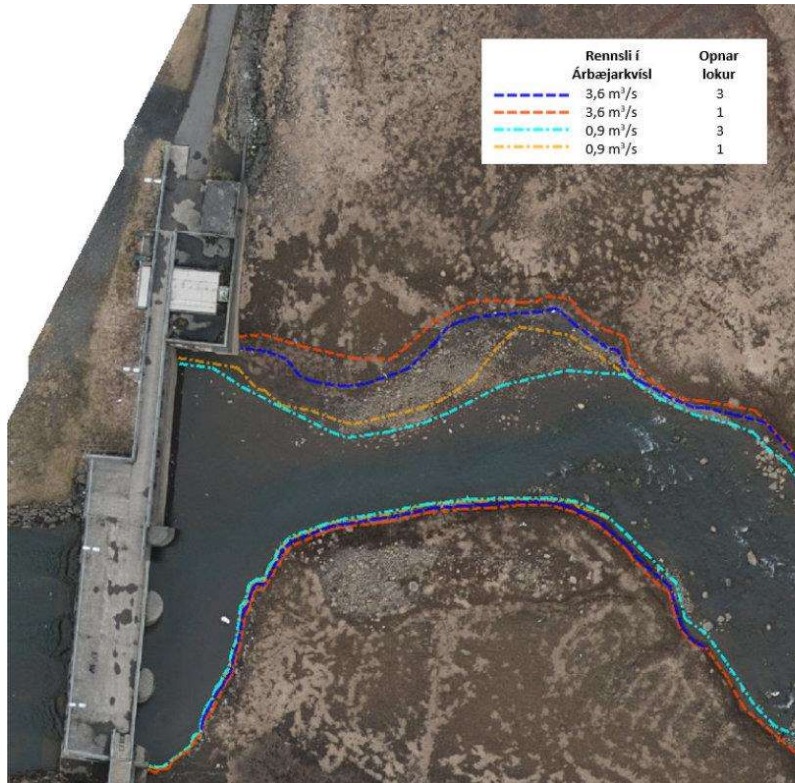 Rennsli í Árbæjarkvísl Opnar lokur
3,6 m³/s 3
3,6 m³/s 1
0,9 m³/s 3
0,9 m³/s 1